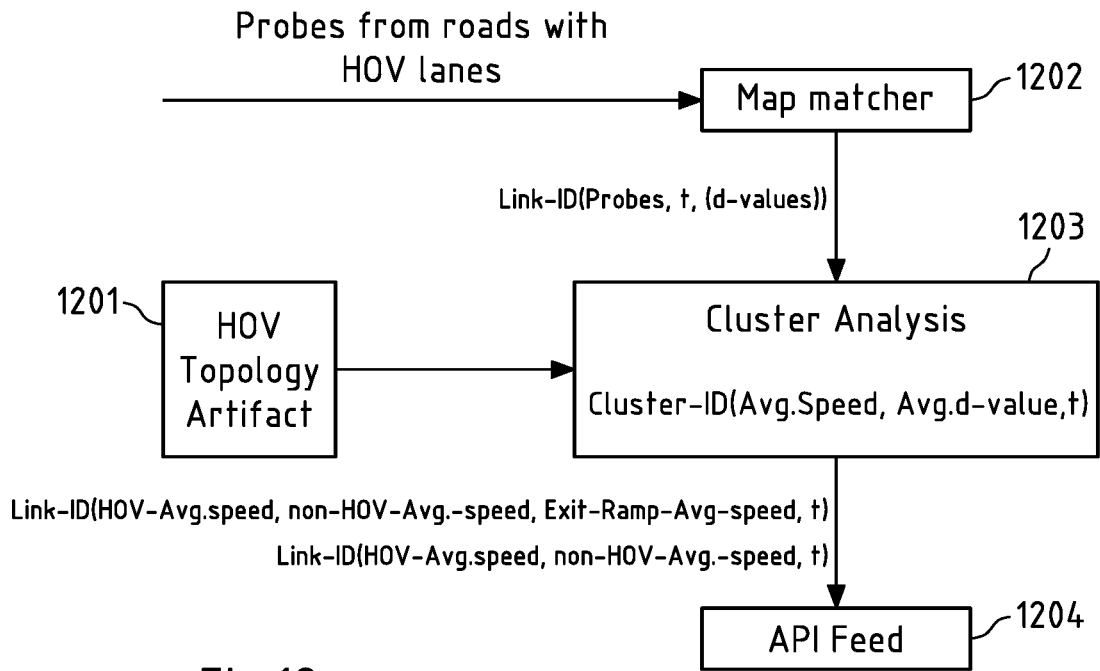 Probes from roads with
HOV lanes
Map matcher
1202
Link-ID(Probes, t, (d-values))
1203
1201
HOV
Topology
Artifact
Cluster Analysis
Cluster-ID(Avg.Speed, Avg.d-value,t)
Link-ID(HOV-Avg.speed, non-HOV-Avg.-speed, Exit-Ramp-Avg-speed, t)
Link-ID(HOV-Avg.speed, non-HOV-Avg.-speed, t)
API Feed
1204